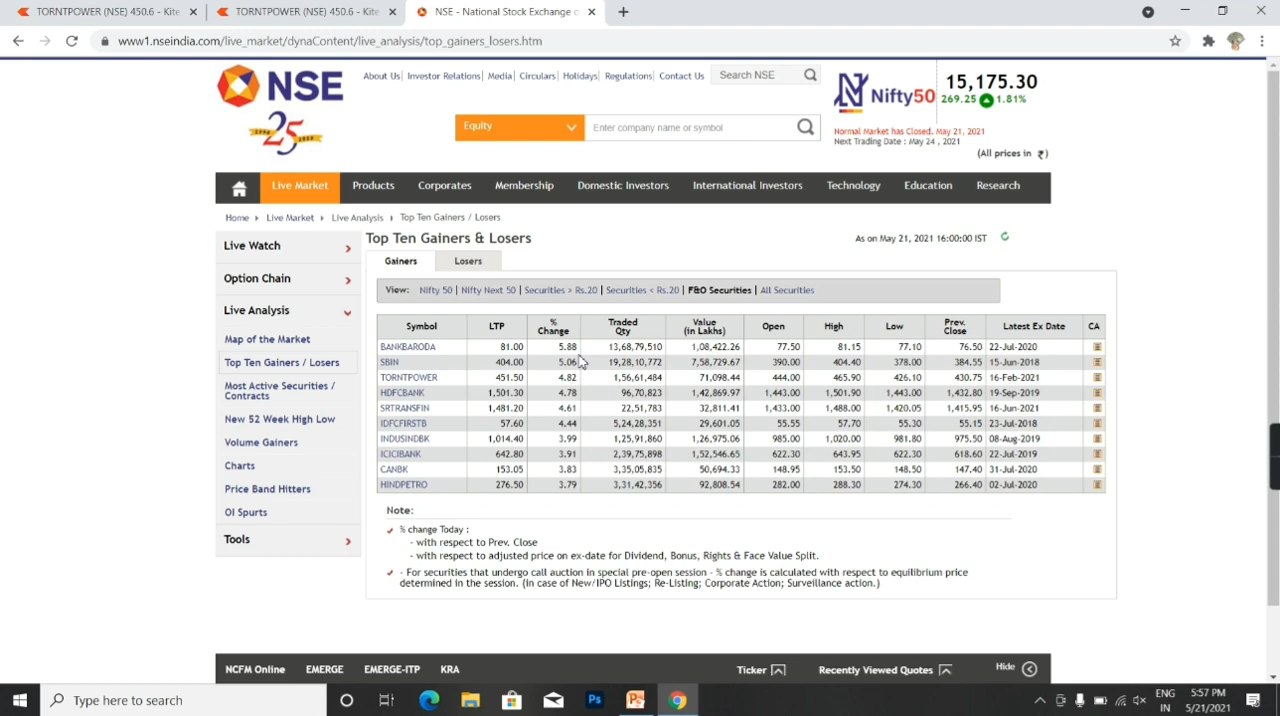 TORNTPOWER (NSE) 450.6 - Kite
TORNTPOWER (NSE) 450.6 - Kite
NSE - National Stock Exchange o
www1.nseindia.com/live_market/dynaContent/live_analysis/top_gainers_losers.htm
NSE
25
About Us| Investor Relations| Media| Circulars| Holidays| Regulations| Contact Us
Search NSE
Equity
Enter company name or symbol
Nifty50
15,175.30
269.25 1.81%
Normal Market has Closed. May 21, 2021
Next Trading Date : May 24 , 2021
(All prices in ₹)
Live Market Products Corporates Membership Domestic Investors International Investors Technology Education Research
Home Live Market Live Analysis Top Ten Gainers / Losers
Live Watch
Option Chain
Live Analysis
Map of the Market
Top Ten Gainers / Losers
Most Active Securities /
Contracts
New 52 Week High Low
Volume Gainers
Charts
Price Band Hitters
OI Spurts
Tools
Top Ten Gainers & Losers
As on May 21, 2021 16:00:00 IST
Gainers Losers
View: Nifty 50 | Nifty Next 50 | Securities > Rs.20 | Securities < Rs.20 | F&O Securities | All Securities
Symbol LTP % Change Traded Qty Value (in Lakhs) Open High Low Prev. Close Latest Ex Date CA
BANKBARODA 81.00 5.88 13,68,79,510 1,08,422.26 77.50 81.15 77.10 76.50 22-Jul-2020
SBIN 404.00 5.06 19,28,10,772 7,58,729.67 390.00 404.40 378.00 384.55 15-Jun-2018
TORNTPOWER 451.50 4.82 1,56,61,484 71,098.44 444.00 465.90 426.10 430.75 16-Feb-2021
HDFCBANK 1,501.30 4.78 96,70,823 1,42,869.97 1,443.00 1,501.90 1,443.00 1,432.80 19-Sep-2019
SRTRANSFIN 1,481.20 4.61 22,51,783 32,811.41 1,433.00 1,488.00 1,420.05 1,415.95 16-Jun-2021
IDFCFIRSTB 57.60 4.44 5,24,28,351 29,601.05 55.55 57.70 55.30 55.15 23-Jul-2018
INDUSINDBK 1,014.40 3.99 1,25,91,860 1,26,975.06 985.00 1,020.00 981.80 975.50 08-Aug-2019
ICICIBANK 642.80 3.91 2,39,75,898 1,52,546.65 622.30 643.95 622.30 618.60 22-Jul-2019
CANBK 153.05 3.83 3,35,05,835 50,694.33 148.95 153.50 148.50 147.40 31-Jul-2020
HINDPETRO 276.50 3.79 3,31,42,356 92,808.54 282.00 288.30 274.30 266.40 02-Jul-2020
Note:
% change Today :
- with respect to Prev. Close
- with respect to adjusted price on ex-date for Dividend, Bonus, Rights & Face Value Split.
- For securities that undergo call auction in special pre-open session - % change is calculated with respect to equilibrium price
determined in the session. (in case of New/IPO Listings; Re-Listing; Corporate Action; Surveillance action.)
NCFM Online EMERGE EMERGE-ITP KRA
Ticker Recently Viewed Quotes Hide
Type here to search
Ps
ENG
IN
5:57 PM
5/21/2021